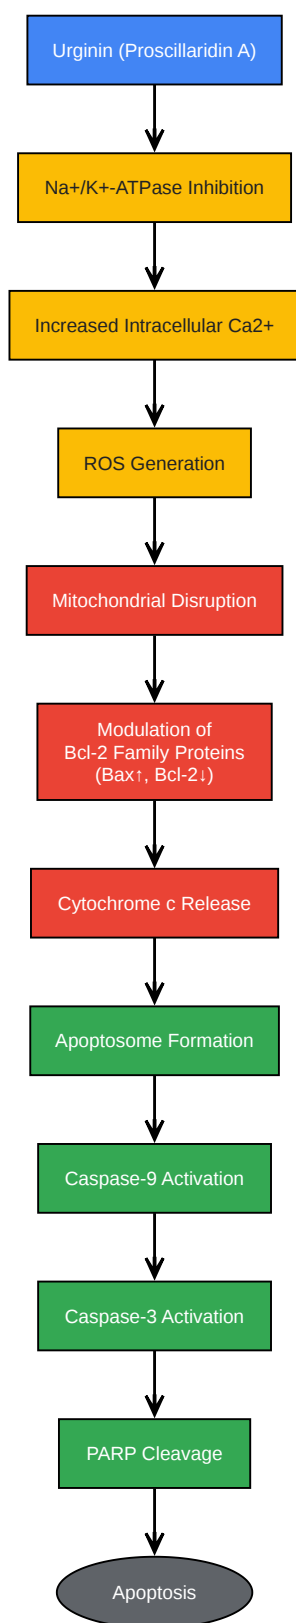 Urginin (Proscillaridin A)
Na+/K+-ATPase Inhibition
Increased Intracellular Ca2+
ROS Generation
Mitochondrial Disruption
Modulation of
Bcl-2 Family Proteins
(Bax↑, Bcl-2↓)
Cytochrome c Release
Apoptosome Formation
Caspase-9 Activation
Caspase-3 Activation
PARP Cleavage
Apoptosis